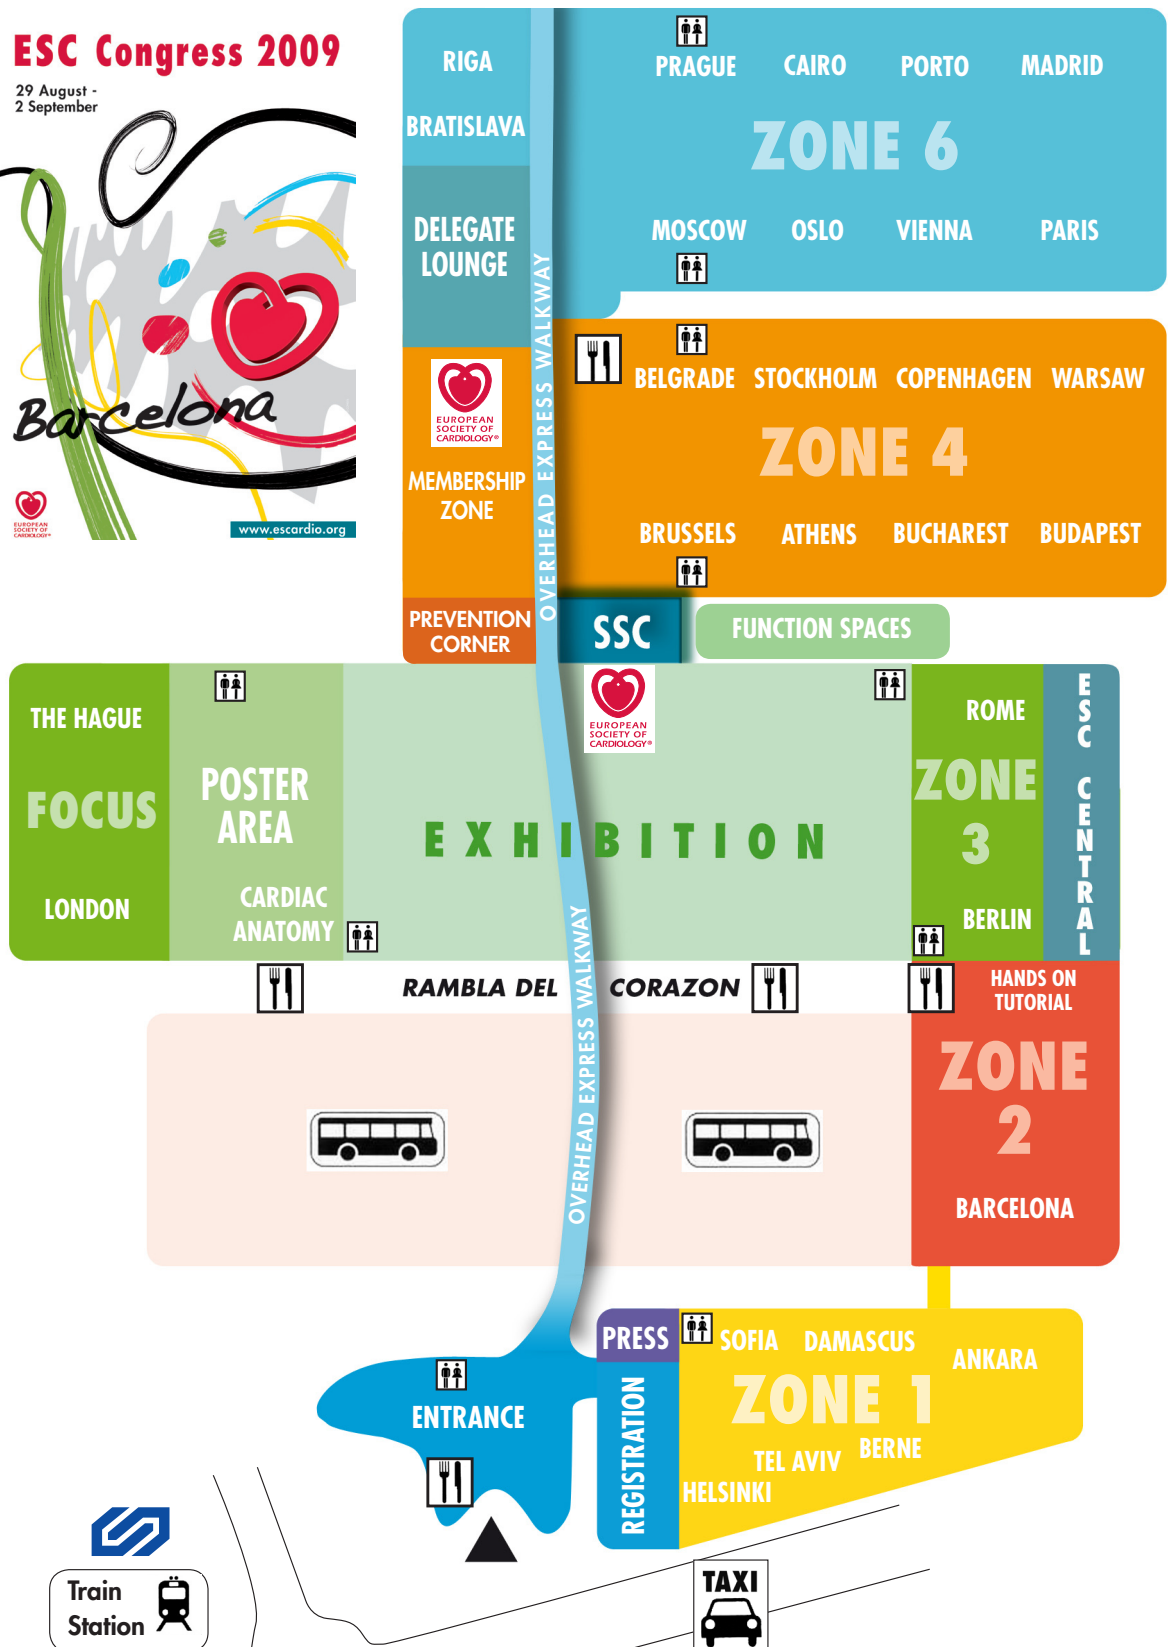 ESC Congress 2009
29 August -
2 September
Barcelona
EUROPEAN
SOCIETY OF
CARDIOLOGY®
www.escardio.org
RIGA
BRATISLAVA
DELEGATE
LOUNGE
EUROPEAN
SOCIETY OF
CARDIOLOGY®
MEMBERSHIP
ZONE
PREVENTION
CORNER
OVERHEAD EXPRESS WALKWAY
PRAGUE CAIRO PORTO MADRID
ZONE 6
MOSCOW OSLO VIENNA PARIS
BELGRADE STOCKHOLM COPENHAGEN WARSAW
ZONE 4
BRUSSELS ATHENS BUCHAREST BUDAPEST
SSC
FUNCTION SPACES
THE HAGUE
FOCUS
LONDON
POSTER
AREA
CARDIAC
ANATOMY
EUROPEAN
SOCIETY OF
CARDIOLOGY®
EXHIBITION
ROME
ZONE
3
BERLIN
ESC CENTRAL
RAMBLA DEL CORAZON
OVERHEAD EXPRESS WALKWAY
HANDS ON
TUTORIAL
ZONE
2
BARCELONA
PRESS
REGISTRATION
SOFIA DAMASCUS
ANKARA
ZONE 1
BERNE
TEL AVIV
HELSINKI
ENTRANCE
Train
Station
TAXI